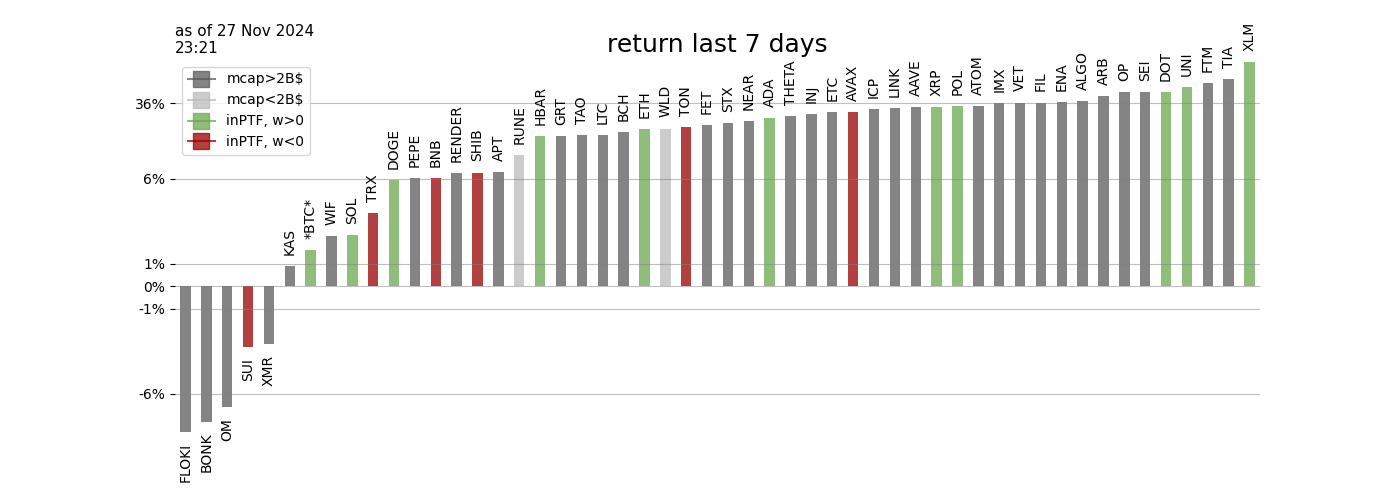 as of 27 Nov 2024
23:21
return last 7 days
mcap>2B$
mcap<2B$
inPTF, w>0
inPTF, w<0
36%
6%
1%
0%
-1%
-6%
FLOKI
BONK
OM
SUI
XMR
KAS
*BTC*
WIF
SOL
TRX
DOGE
PEPE
BNB
RENDER
SHIB
APT
RUNE
HBAR
GRT
TAO
LTC
BCH
ETH
WLD
TON
FET
STX
NEAR
ADA
THETA
INJ
ETC
AVAX
ICP
LINK
AAVE
XRP
POL
ATOM
IMX
VET
FIL
ENA
ALGO
ARB
OP
SEI
DOT
UNI
FTM
TIA
XLM